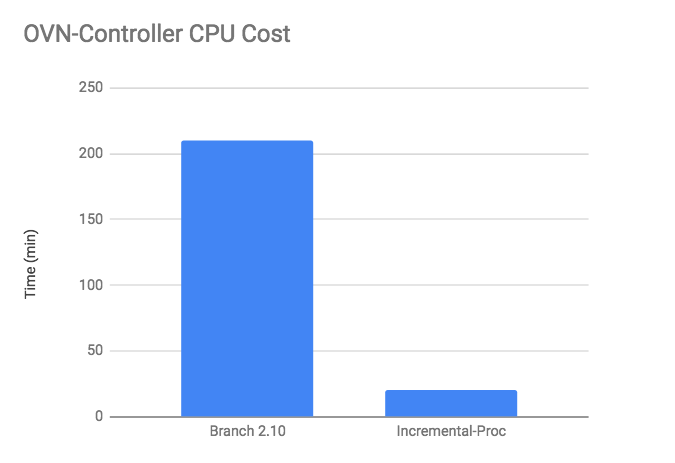 OVN-Controller CPU Cost
250
200
150
100
50
0
Time (min)
Branch 2.10
Incremental-Proc